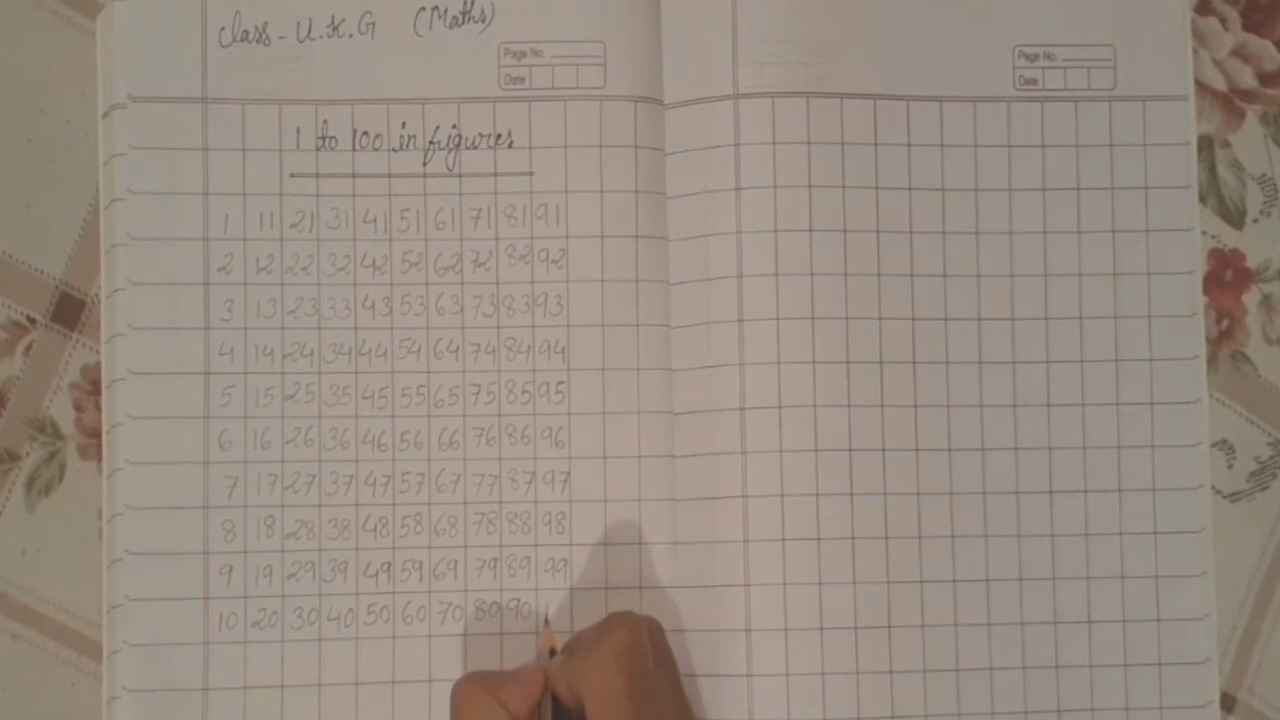 Class - U.K.G (Maths)
Page No.
Date
Page No.
Date
1 to 100 in figures
1 11 21 31 41 51 61 71 81 91
2 12 22 32 42 52 62 72 82 92
3 13 23 33 43 53 63 73 83 93
4 14 24 34 44 54 64 74 84 94
5 15 25 35 45 55 65 75 85 95
6 16 26 36 46 56 66 76 86 96
7 17 27 37 47 57 67 77 87 97
8 18 28 38 48 58 68 78 88 98
9 19 29 39 49 59 69 79 89 99
10 20 30 40 50 60 70 80 90